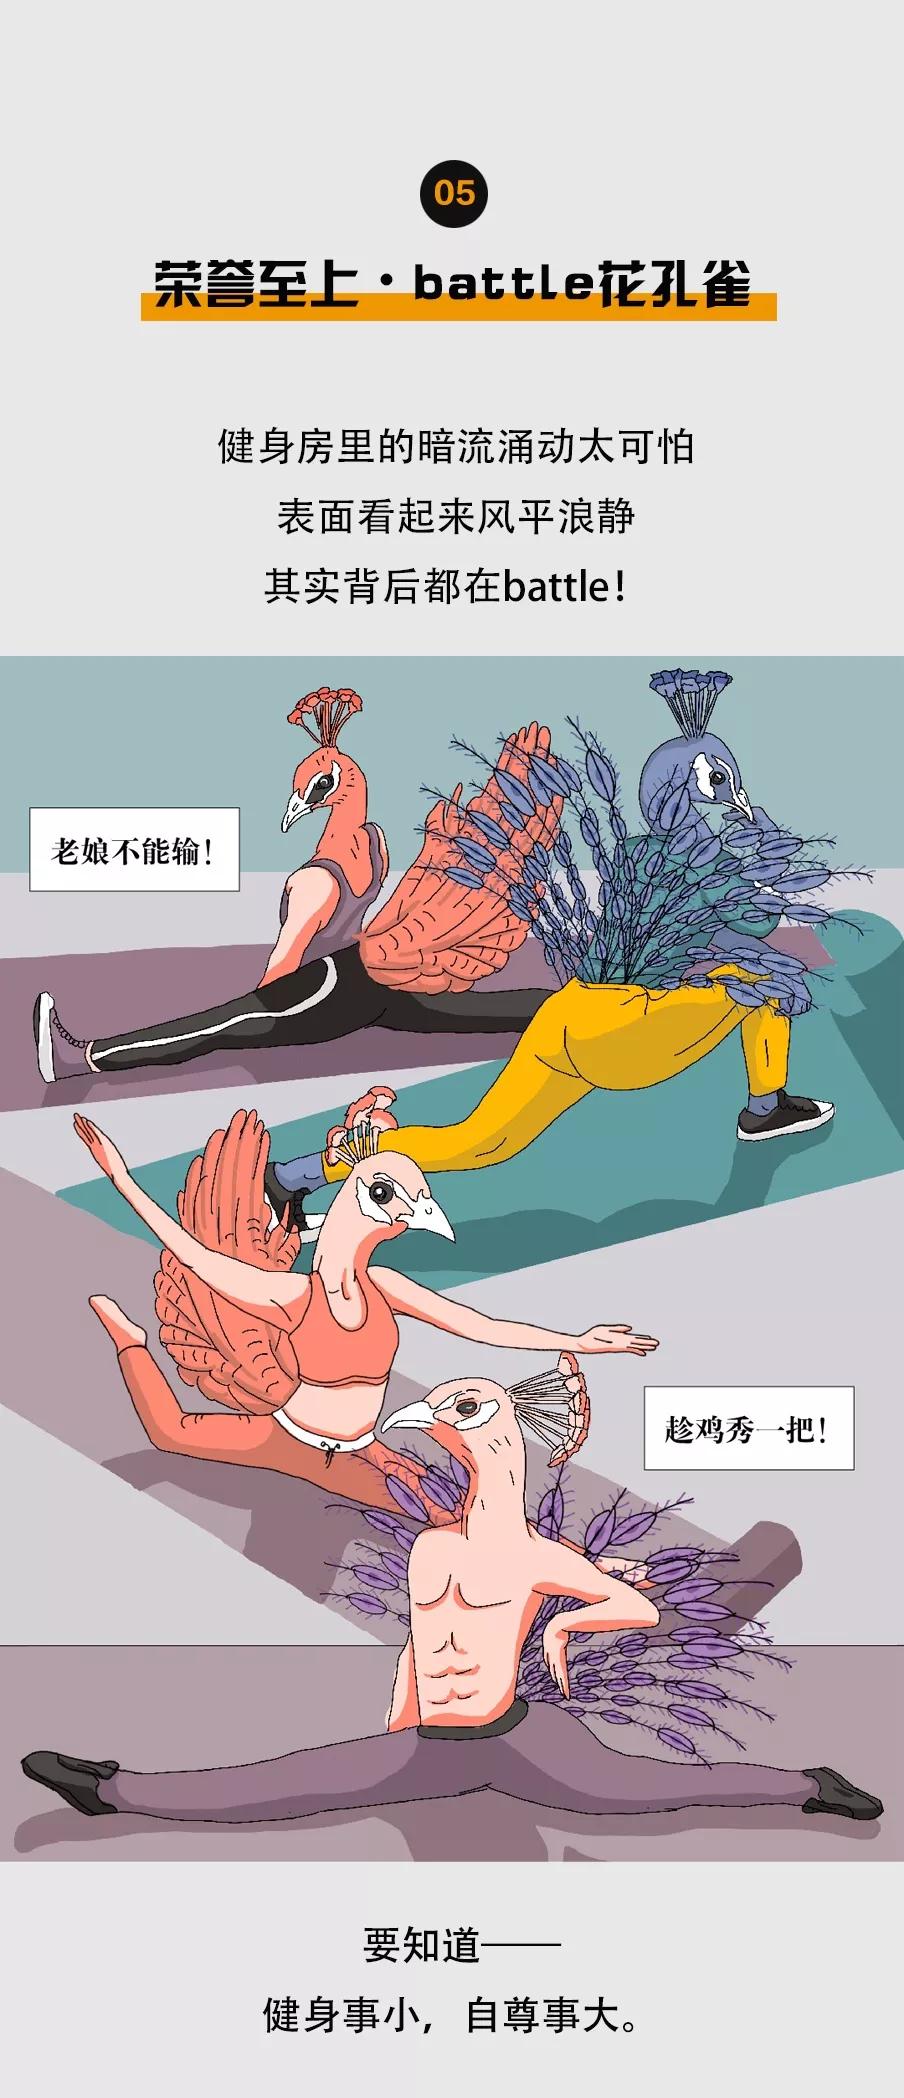 05
荣誉至上·battle花孔雀
健身房里的暗流涌动太可怕
表面看起来风平浪静
其实背后都在battle！
老娘不能输！
趁鸡秀一把！
要知道——
健身事小，自尊事大。